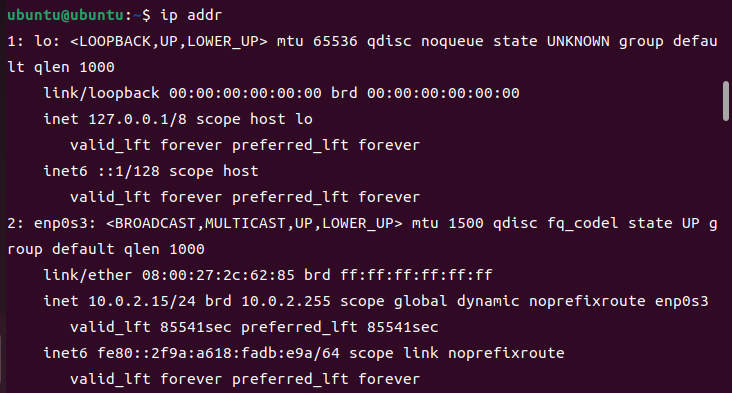 ubuntu@ubuntu:~$ ip addr
1: lo: <LOOPBACK,UP,LOWER_UP> mtu 65536 qdisc noqueue state UNKNOWN group defau
lt qlen 1000
    link/loopback 00:00:00:00:00:00 brd 00:00:00:00:00:00
    inet 127.0.0.1/8 scope host lo
       valid_lft forever preferred_lft forever
    inet6 ::1/128 scope host
       valid_lft forever preferred_lft forever
2: enp0s3: <BROADCAST,MULTICAST,UP,LOWER_UP> mtu 1500 qdisc fq_codel state UP g
roup default qlen 1000
    link/ether 08:00:27:2c:62:85 brd ff:ff:ff:ff:ff:ff
    inet 10.0.2.15/24 brd 10.0.2.255 scope global dynamic noprefixroute enp0s3
       valid_lft 85541sec preferred_lft 85541sec
    inet6 fe80::2f9a:a618:fadb:e9a/64 scope link noprefixroute
       valid_lft forever preferred_lft forever